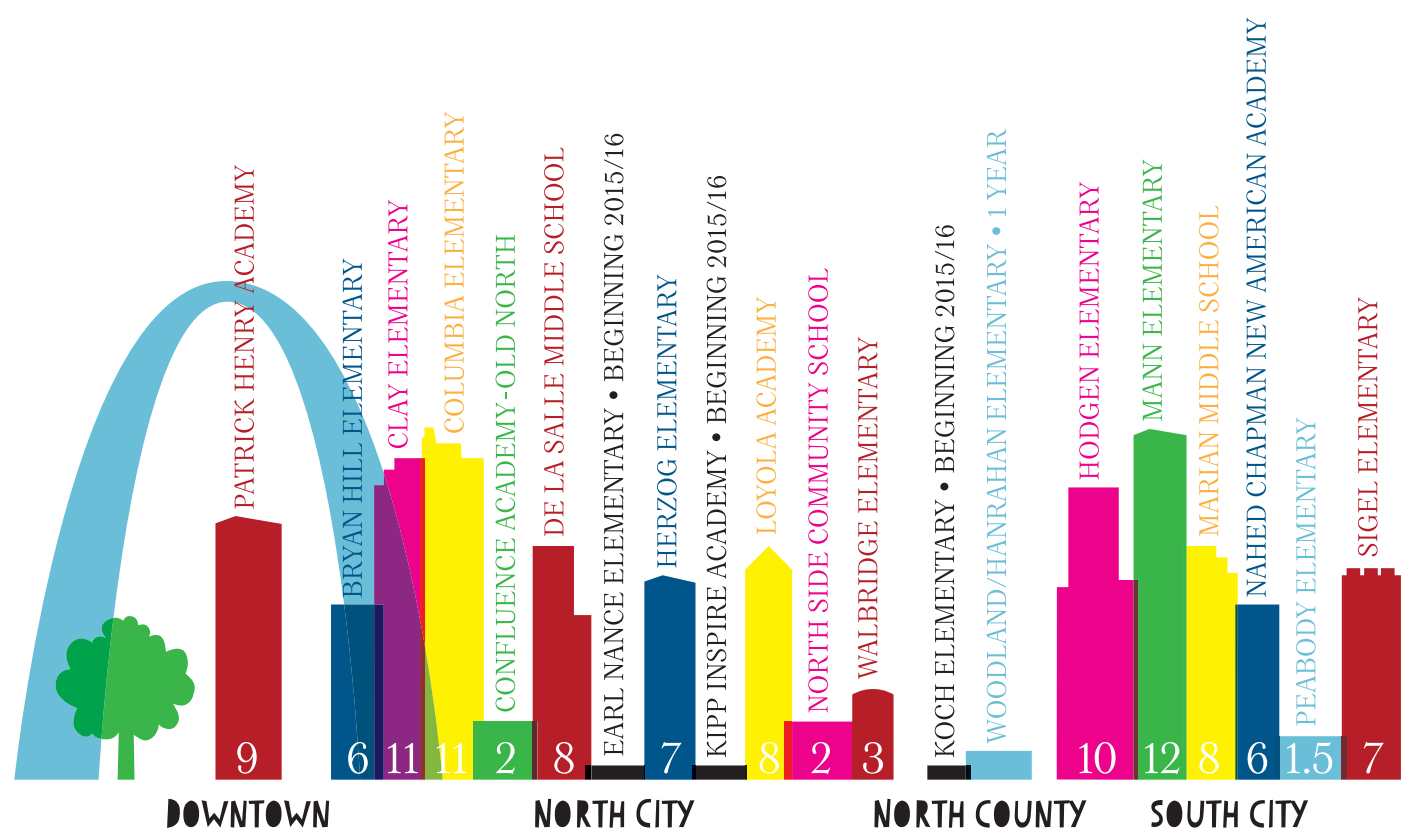 PATRICK HENRY ACADEMY
9
BRYAN HILL ELEMENTARY
6
CLAY ELEMENTARY
11
COLUMBIA ELEMENTARY
11
CONFLUENCE ACADEMY-OLD NORTH
2
DE LA SALLE MIDDLE SCHOOL
8
EARL NANCE ELEMENTARY • BEGINNING 2015/16
HERZOG ELEMENTARY
7
KIPP INSPIRE ACADEMY • BEGINNING 2015/16
LOYOLA ACADEMY
8
NORTH SIDE COMMUNITY SCHOOL
2
WALBRIDGE ELEMENTARY
3
KOCH ELEMENTARY • BEGINNING 2015/16
WOODLAND/HANRAHAN ELEMENTARY • 1 YEAR
HODGEN ELEMENTARY
10
MANN ELEMENTARY
12
MARIAN MIDDLE SCHOOL
8
NAHED CHAPMAN NEW AMERICAN ACADEMY
6
PEABODY ELEMENTARY
1.5
SIGEL ELEMENTARY
7
DOWNTOWN
NORTH CITY
NORTH COUNTY
SOUTH CITY